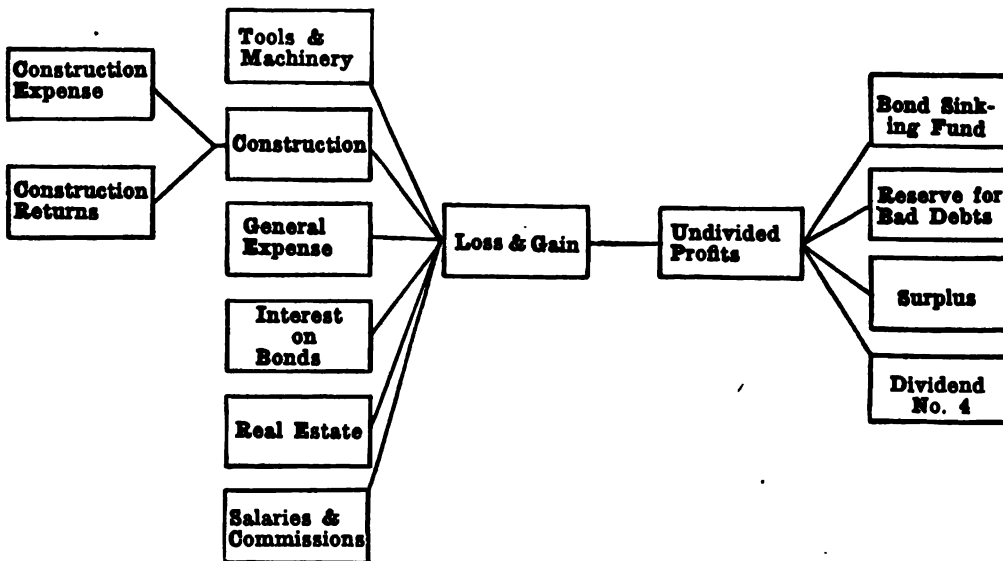 Construction
Expense
Construction
Returns
Tools &
Machinery
Construction
General
Expense
Interest
on
Bonds
Real Estate
Salaries &
Commissions
Loss & Gain
Undivided
Profits
Bond Sink-
ing Fund
Reserve for
Bad Debts
Surplus
Dividend
No. 4